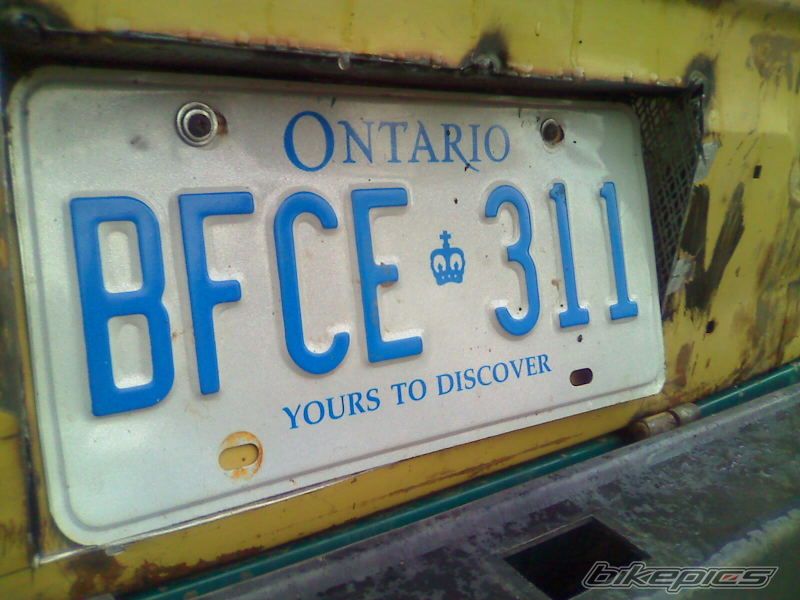 ONTARIO
BFCE 311
YOURS TO DISCOVER
bikepics